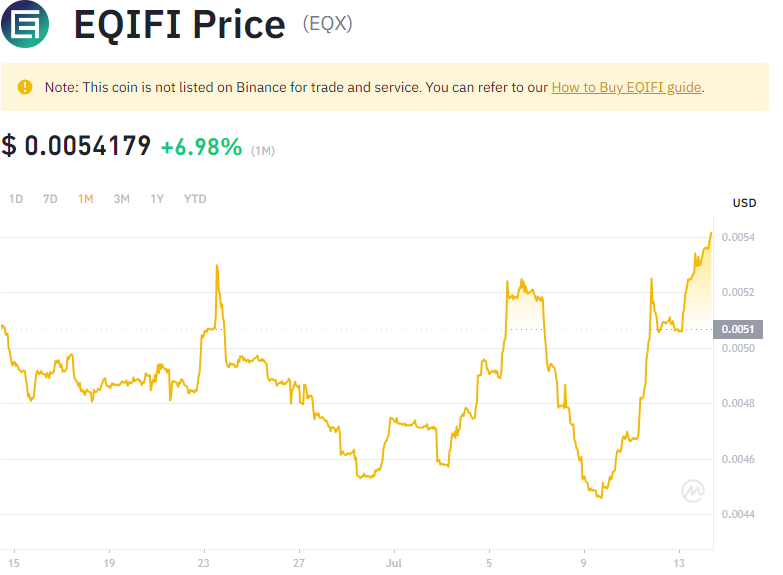 EQIFI Price (EQX)
Note: This coin is not listed on Binance for trade and service. You can refer to our How to Buy EQIFI guide.
$ 0.0054179 +6.98% (1M)
1D 7D 1M 3M 1Y YTD
USD
0.0054
0.0052
0.0051
0.0050
0.0048
0.0046
0.0044
15 19 23 27 Jul 5 9 13